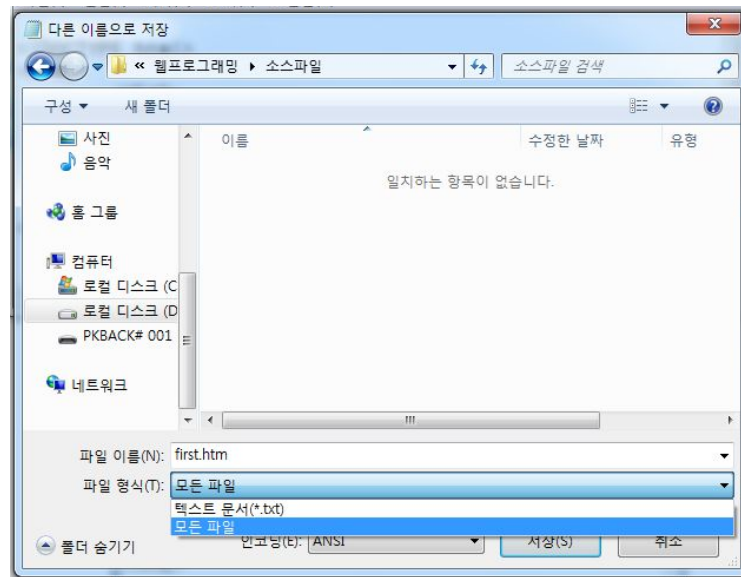 다른 이름으로 저장
« 웹프로그래밍 ▸ 소스파일
소스파일 검색
구성 ▼ 새 폴더
이름 수정한 날짜 유형
일치하는 항목이 없습니다.
사진
음악
홈 그룹
컴퓨터
로컬 디스크 (C
로컬 디스크 (D
PKBACK# 001
네트워크
파일 이름(N): first.htm
파일 형식(T): 모든 파일
텍스트 문서(*.txt)
모든 파일
폴더 숨기기 인코딩(E): ANSI 저장(S) 취소